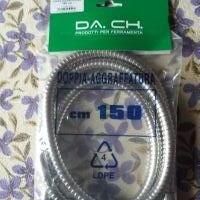 DA.CH.
PRODOTTI PER FERRAMENTA
DOPPIA-AGGRAFFATURA
cm 150
4
LDPE